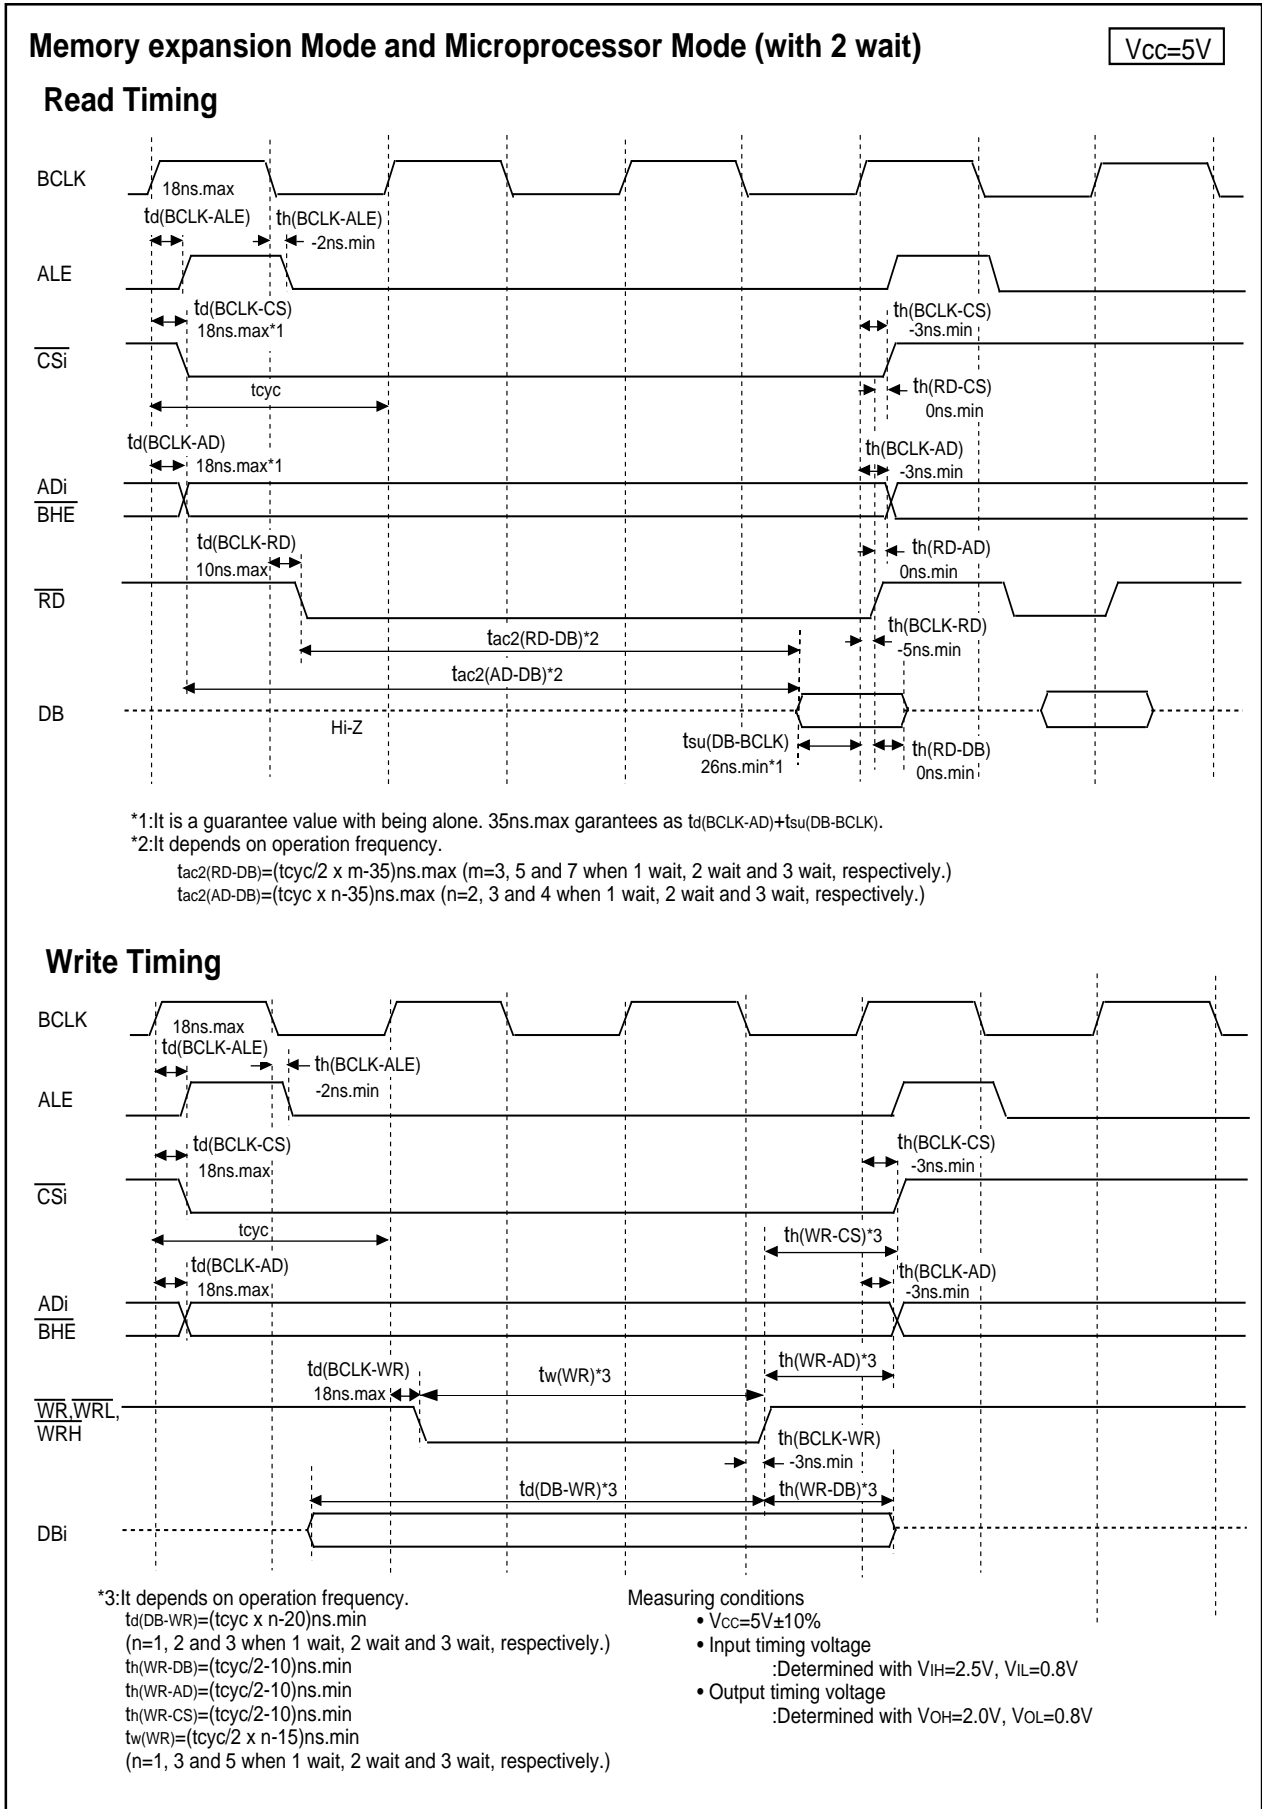 Memory expansion Mode and Microprocessor Mode (with 2 wait)
Vcc=5V
Read Timing
BCLK
18ns.max
td(BCLK-ALE)
th(BCLK-ALE)
-2ns.min
ALE
td(BCLK-CS)
18ns.max*1
th(BCLK-CS)
-3ns.min
CSi
tcyc
th(RD-CS)
0ns.min
td(BCLK-AD)
18ns.max*1
th(BCLK-AD)
-3ns.min
ADi
BHE
td(BCLK-RD)
10ns.max
th(RD-AD)
0ns.min
RD
tac2(RD-DB)*2
th(BCLK-RD)
-5ns.min
tac2(AD-DB)*2
DB
Hi-Z
tsu(DB-BCLK)
26ns.min*1
th(RD-DB)
0ns.min
*1:It is a guarantee value with being alone. 35ns.max garantees as td(BCLK-AD)+tsu(DB-BCLK).
*2:It depends on operation frequency.
tac2(RD-DB)=(tcyc/2 x m-35)ns.max (m=3, 5 and 7 when 1 wait, 2 wait and 3 wait, respectively.)
tac2(AD-DB)=(tcyc x n-35)ns.max (n=2, 3 and 4 when 1 wait, 2 wait and 3 wait, respectively.)
Write Timing
BCLK
18ns.max
td(BCLK-ALE)
th(BCLK-ALE)
-2ns.min
ALE
td(BCLK-CS)
18ns.max
th(BCLK-CS)
-3ns.min
CSi
tcyc
th(WR-CS)*3
td(BCLK-AD)
18ns.max
th(BCLK-AD)
-3ns.min
ADi
BHE
td(BCLK-WR)
18ns.max
tw(WR)*3
th(WR-AD)*3
WR,WRL,
WRH
th(BCLK-WR)
-3ns.min
td(DB-WR)*3
th(WR-DB)*3
DBi
*3:It depends on operation frequency.
td(DB-WR)=(tcyc x n-20)ns.min
(n=1, 2 and 3 when 1 wait, 2 wait and 3 wait, respectively.)
th(WR-DB)=(tcyc/2-10)ns.min
th(WR-AD)=(tcyc/2-10)ns.min
th(WR-CS)=(tcyc/2-10)ns.min
tw(WR)=(tcyc/2 x n-15)ns.min
(n=1, 3 and 5 when 1 wait, 2 wait and 3 wait, respectively.)
Measuring conditions
• VCC=5V±10%
• Input timing voltage
:Determined with VIH=2.5V, VIL=0.8V
• Output timing voltage
:Determined with VOH=2.0V, VOL=0.8V